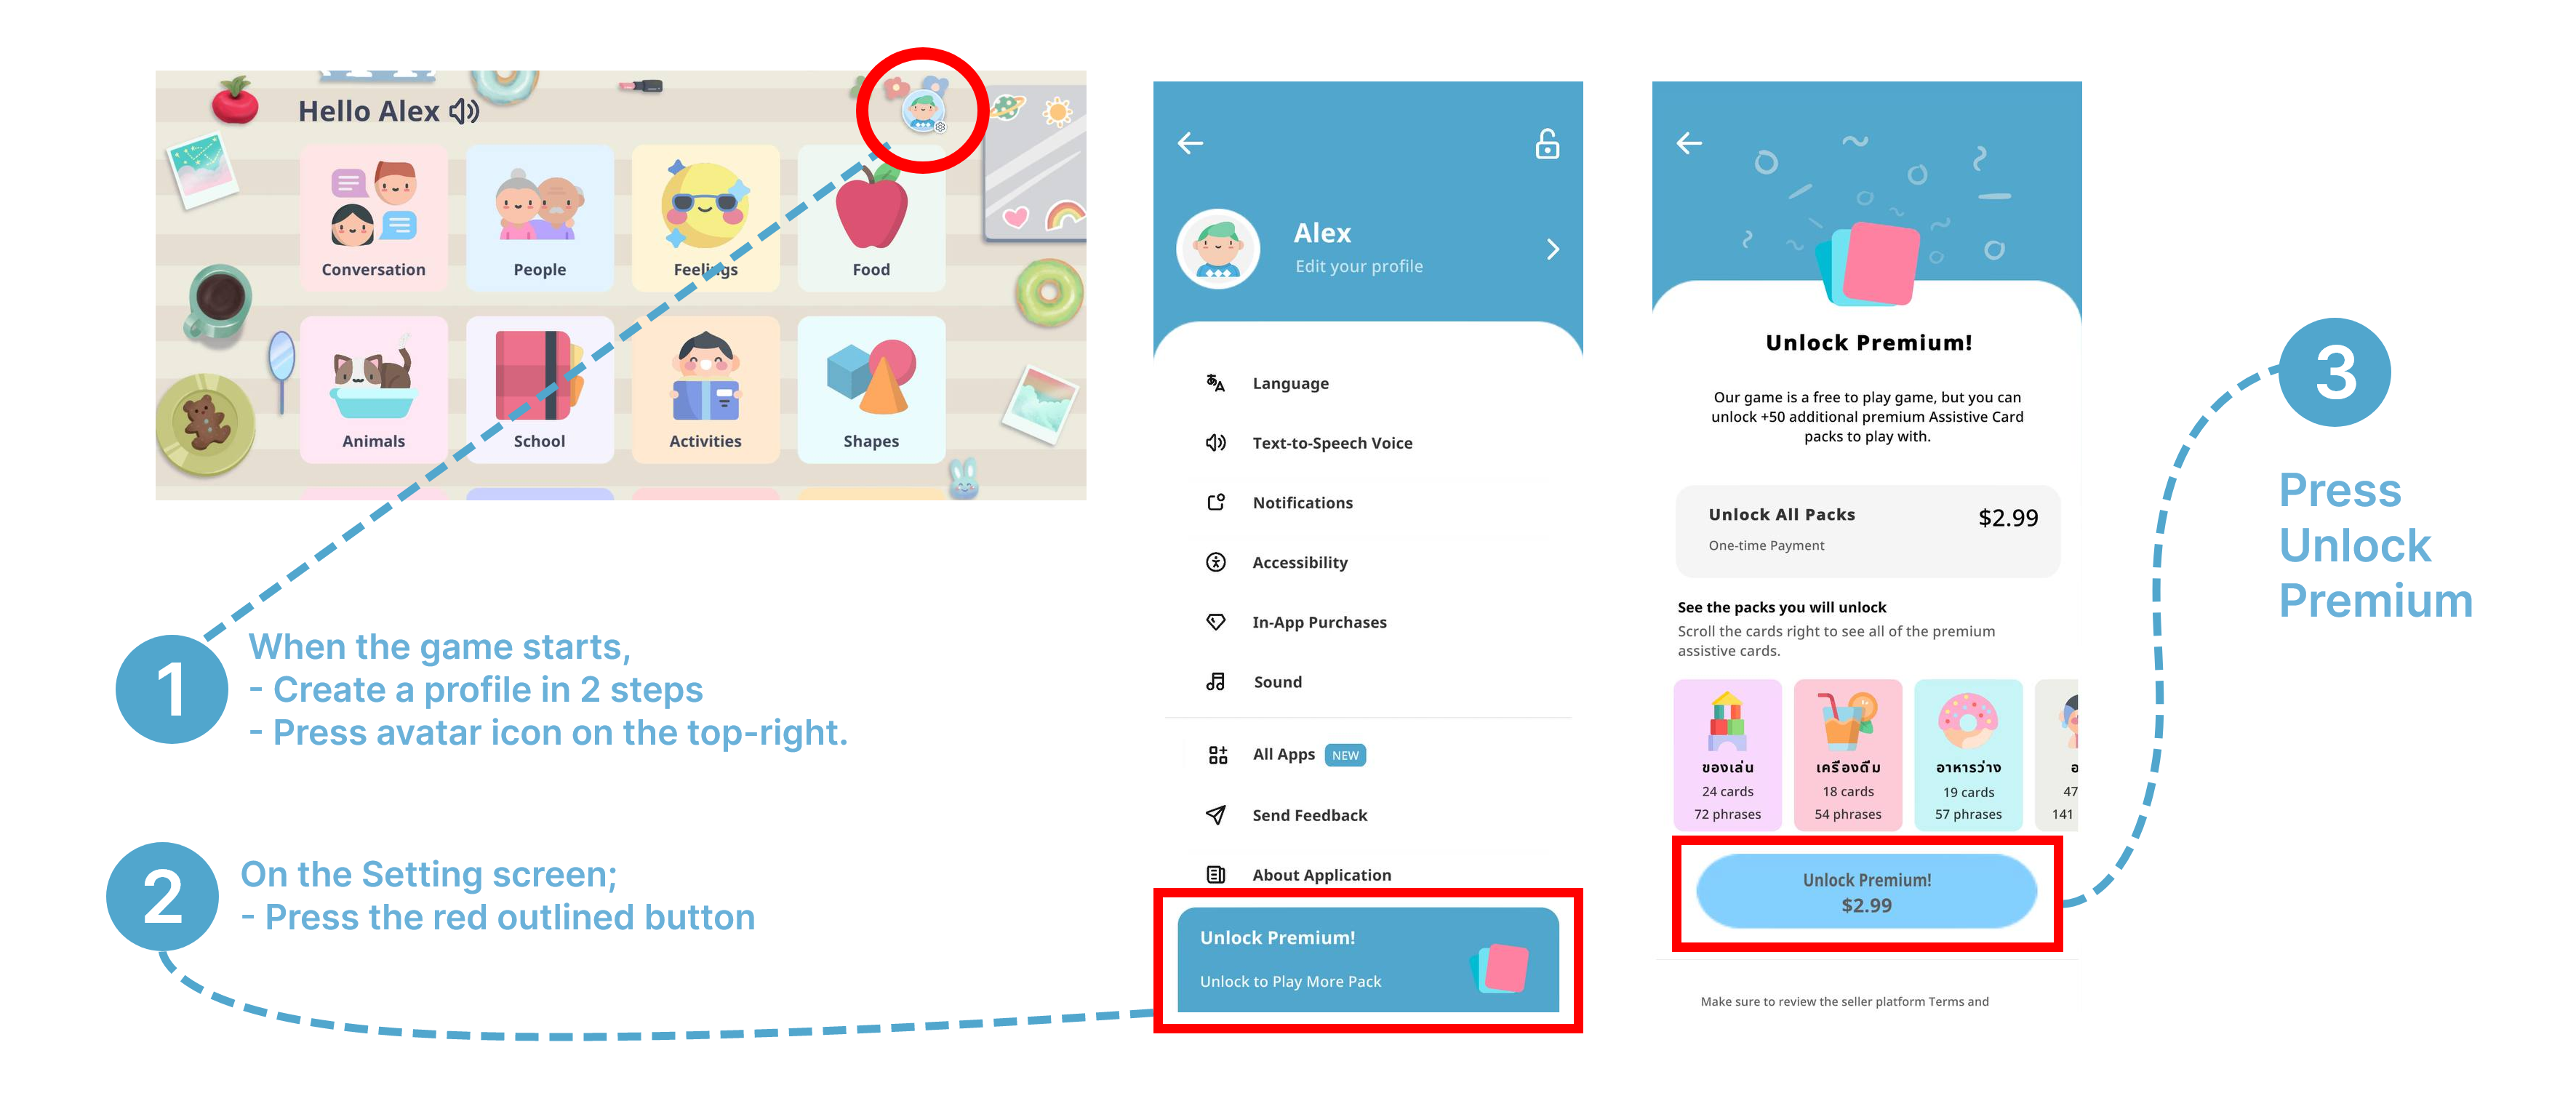 Hello Alex
Conversation
People
Feelings
Food
Animals
School
Activities
Shapes
1
When the game starts,
- Create a profile in 2 steps
- Press avatar icon on the top-right.
2
On the Setting screen;
- Press the red outlined button
Alex
Edit your profile
Language
Text-to-Speech Voice
Notifications
Accessibility
In-App Purchases
Sound
All Apps NEW
Send Feedback
About Application
Unlock Premium!
Unlock to Play More Pack
Unlock Premium!
Our game is a free to play game, but you can
unlock +50 additional premium Assistive Card
packs to play with.
Unlock All Packs $2.99
One-time Payment
See the packs you will unlock
Scroll the cards right to see all of the premium
assistive cards.
ของเล่น
24 cards
72 phrases
เครื่องดื่ม
18 cards
54 phrases
อาหารว่าง
19 cards
57 phrases
47
141
Unlock Premium!
$2.99
Make sure to review the seller platform Terms and
3
Press
Unlock
Premium